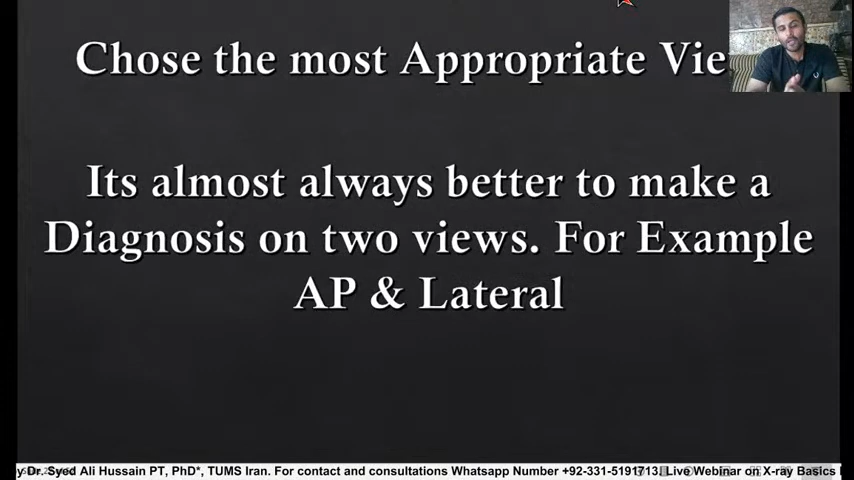 Chose the most Appropriate Vie
Its almost always better to make a
Diagnosis on two views. For Example
AP & Lateral
y Dr. Syed Ali Hussain PT, PhD*, TUMS Iran. For contact and consultations Whatsapp Number +92-331-5191713. Live Webinar on X-ray Basics